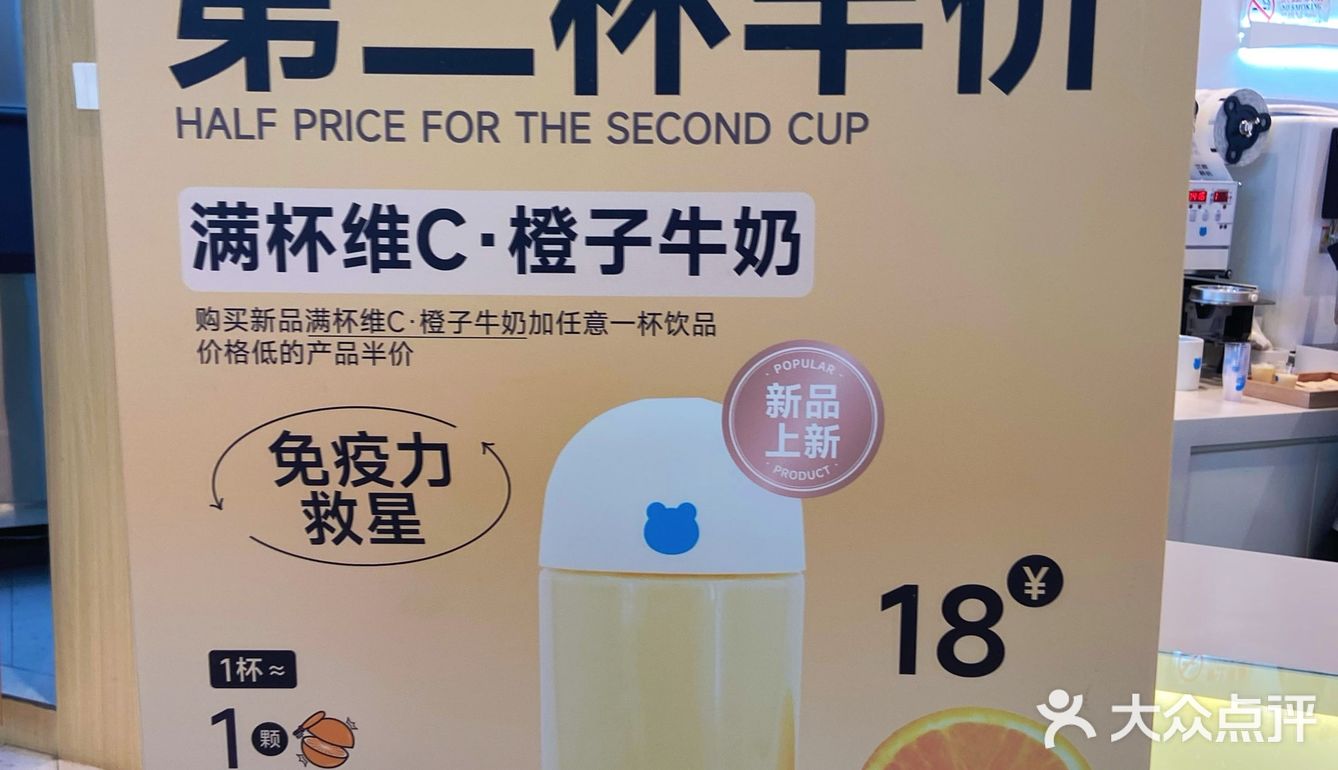 第二杯半价
HALF PRICE FOR THE SECOND CUP
满杯维C·橙子牛奶
购买新品满杯维C·橙子牛奶加任意一杯饮品
价格低的产品半价
POPULAR
新品
上新
PRODUCT
免疫力
救星
18¥
1杯≈
1颗
大众点评